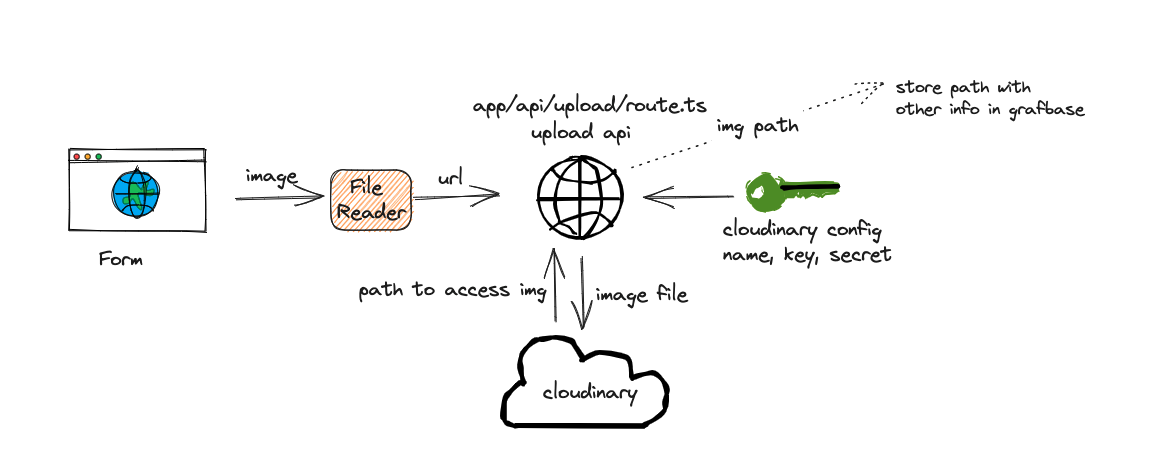 app/api/upload/route.ts
upload api
img path
store path with
other info in grafbase
image
File
Reader
url
cloudinary config
name, key, secret
Form
path to access img
image file
cloudinary